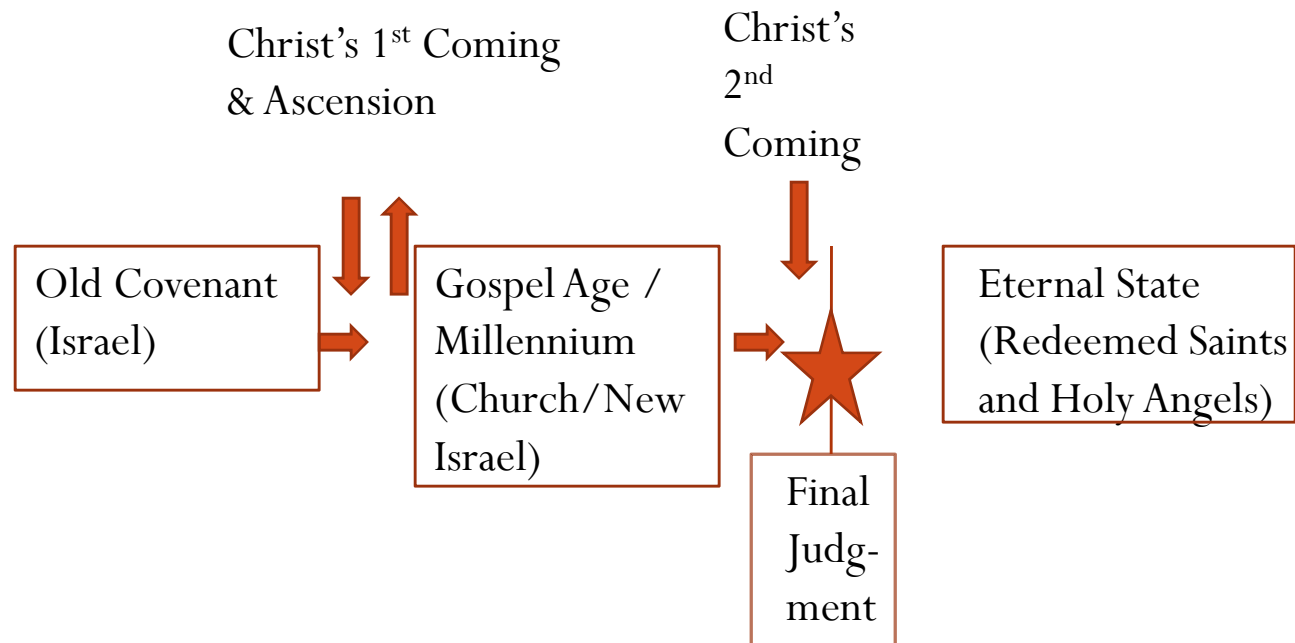 Christ’s 1st Coming
& Ascension
Christ’s
2nd
Coming
Old Covenant
(Israel)
Gospel Age /
Millennium
(Church/New
Israel)
Final
Judg-
ment
Eternal State
(Redeemed Saints
and Holy Angels)